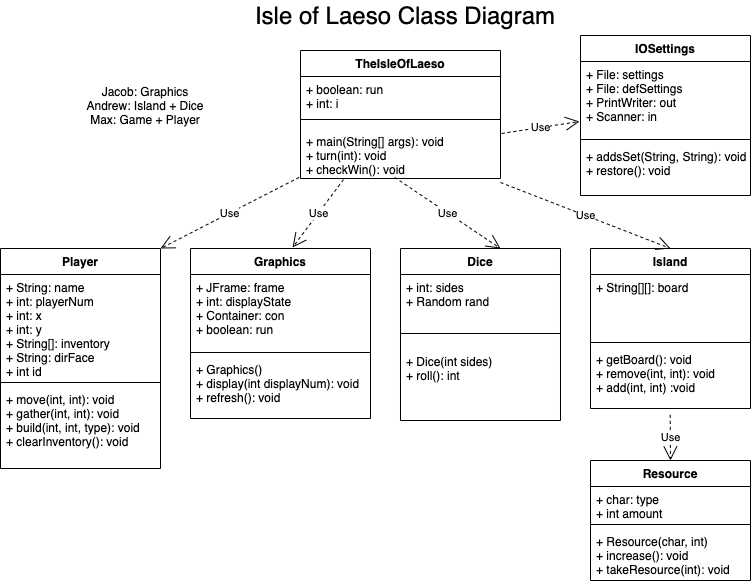 Isle of Laeso Class Diagram
Jacob: Graphics
Andrew: Island + Dice
Max: Game + Player
TheIsleOfLaeso
+ boolean: run
+ int: i
+ main(String[] args): void
+ turn(int): void
+ checkWin(): void
IOSettings
+ File: settings
+ File: defSettings
+ PrintWriter: out
+ Scanner: in
+ addsSet(String, String): void
+ restore(): void
Use
Use
Use
Use
Use
Player
+ String: name
+ int: playerNum
+ int: x
+ int: y
+ String[]: inventory
+ String: dirFace
+ int id
+ move(int, int): void
+ gather(int, int): void
+ build(int, int, type): void
+ clearInventory(): void
Graphics
+ JFrame: frame
+ int: displayState
+ Container: con
+ boolean: run
+ Graphics()
+ display(int displayNum): void
+ refresh(): void
Dice
+ int: sides
+ Random rand
+ Dice(int sides)
+ roll(): int
Island
+ String[][]: board
+ getBoard(): void
+ remove(int, int): void
+ add(int, int) :void
Use
Resource
+ char: type
+ int amount
+ Resource(char, int)
+ increase(): void
+ takeResource(int): void